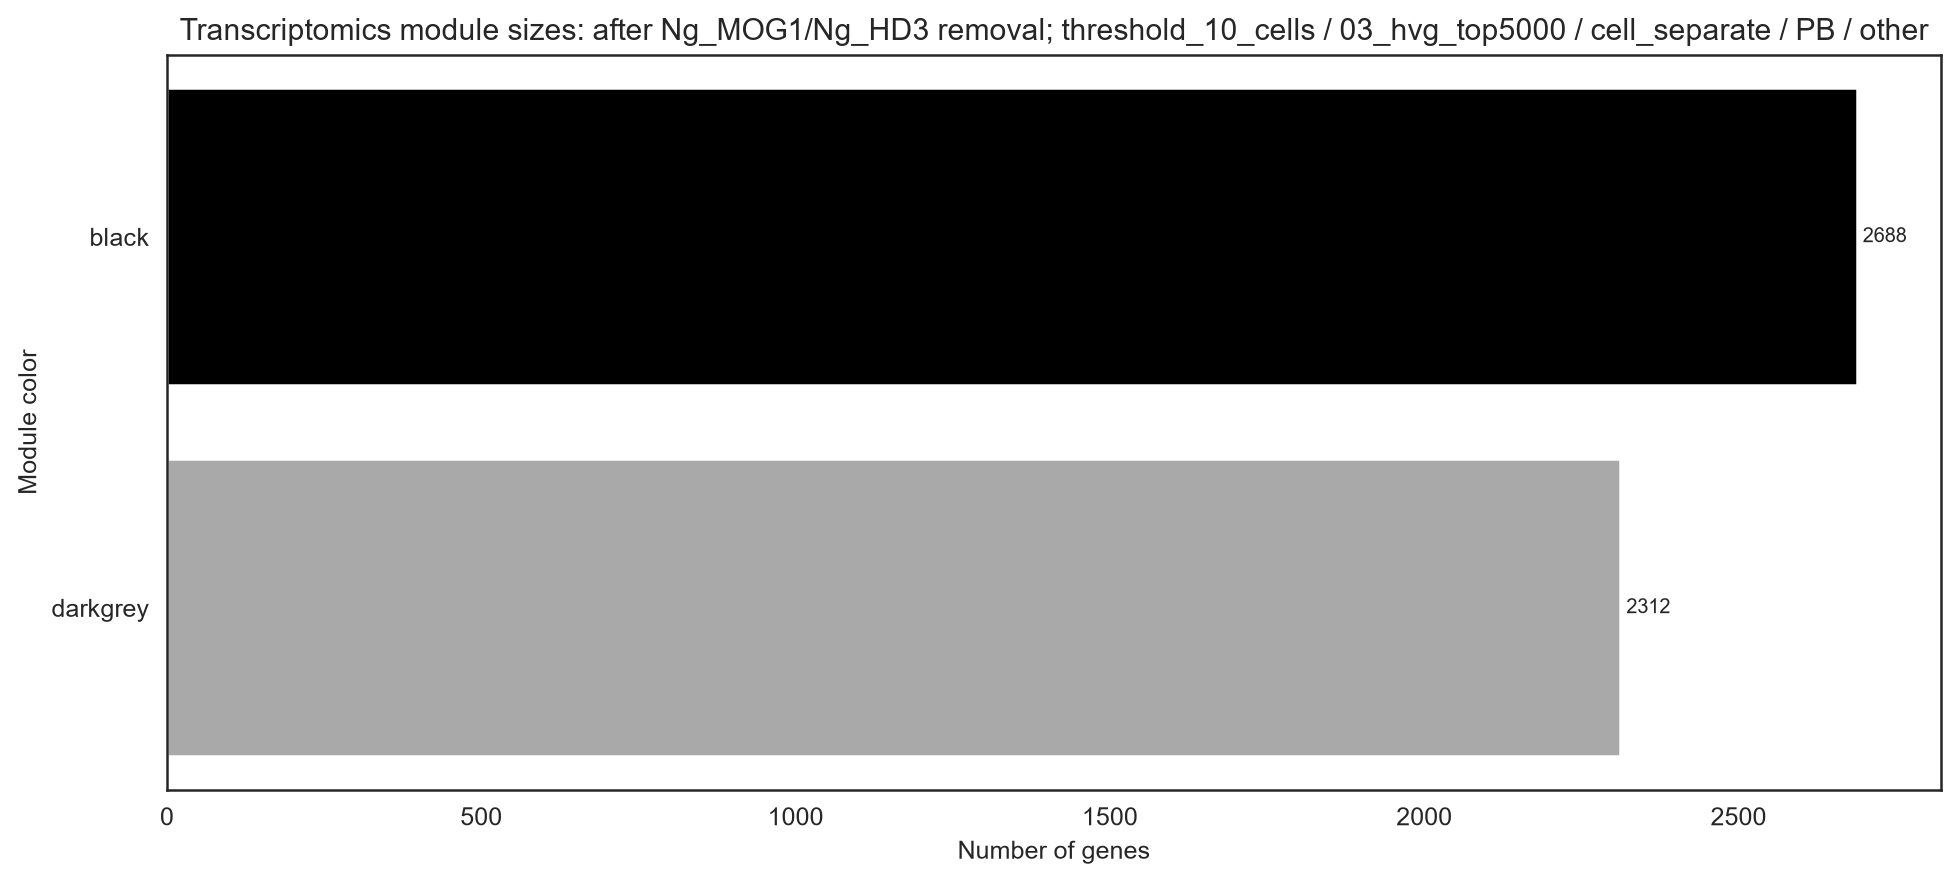 Transcriptomics module sizes: after Ng_MOG1/Ng_HD3 removal; threshold_10_cells / 03_hvg_top5000 / cell_separate / PB / other
black
2688
Module color
darkgrey
2312
0 500 1000 1500 2000 2500
Number of genes